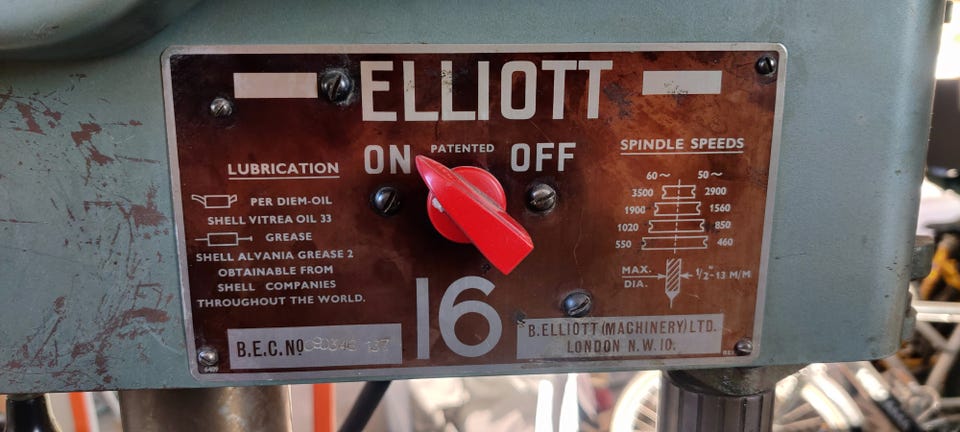 ELLIOTT
PATENTED
ON OFF
LUBRICATION
PER DIEM-OIL
SHELL VITREA OIL 33
GREASE
SHELL ALVANIA GREASE 2
OBTAINABLE FROM
SHELL COMPANIES
THROUGHOUT THE WORLD.
SPINDLE SPEEDS
60~ 50~
3500 2900
1900 1560
1020 850
550 460
MAX. DIA. 1/2"-13 M/M
16
B.E.C. Nº
B.ELLIOTT (MACHINERY) LTD.
LONDON N.W.10.